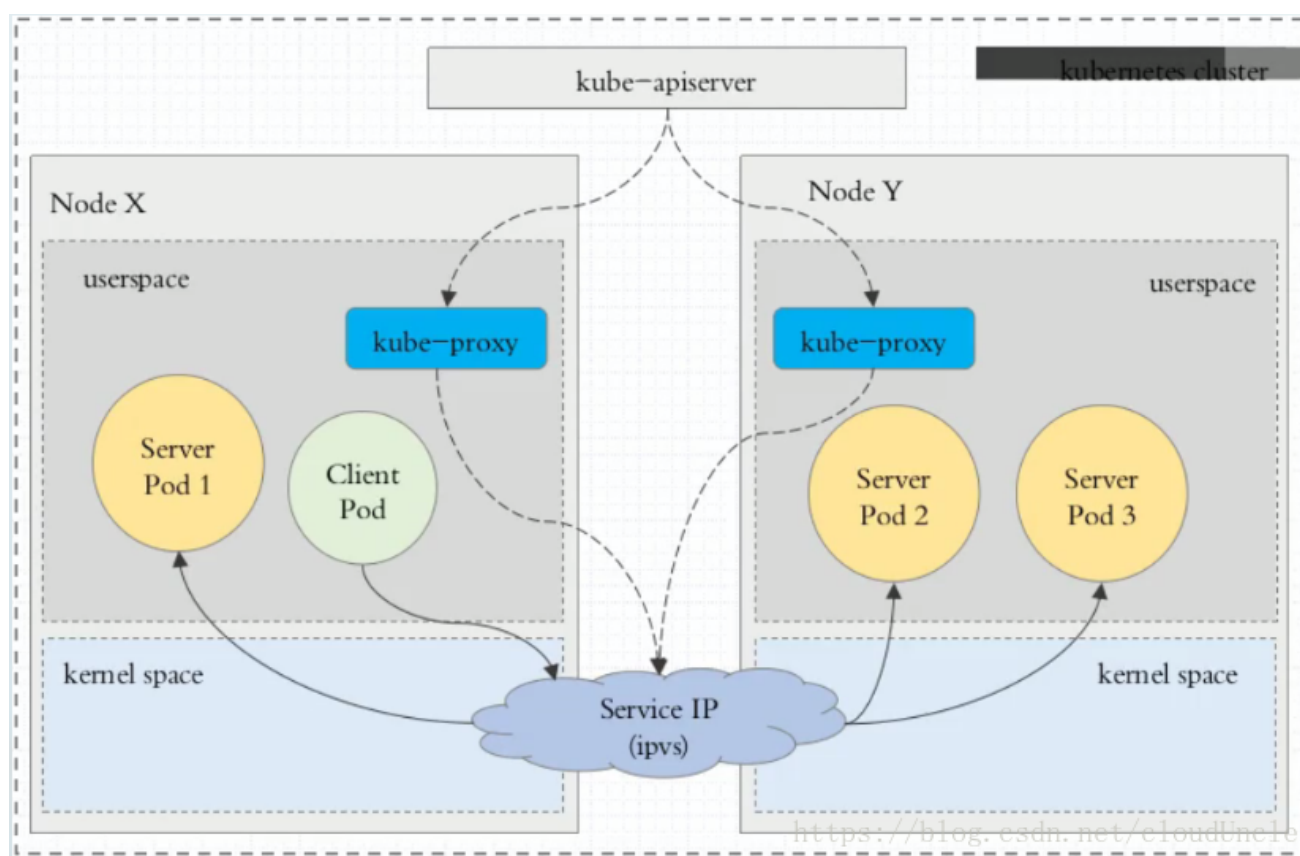 kube-apiserver
kubernetes cluster
Node X
Node Y
userspace
userspace
kube-proxy
kube-proxy
Server
Pod 1
Client
Pod
Server
Pod 2
Server
Pod 3
kernel space
kernel space
Service IP
(ipvs)
https://blog.csdn.net/cloudUncle